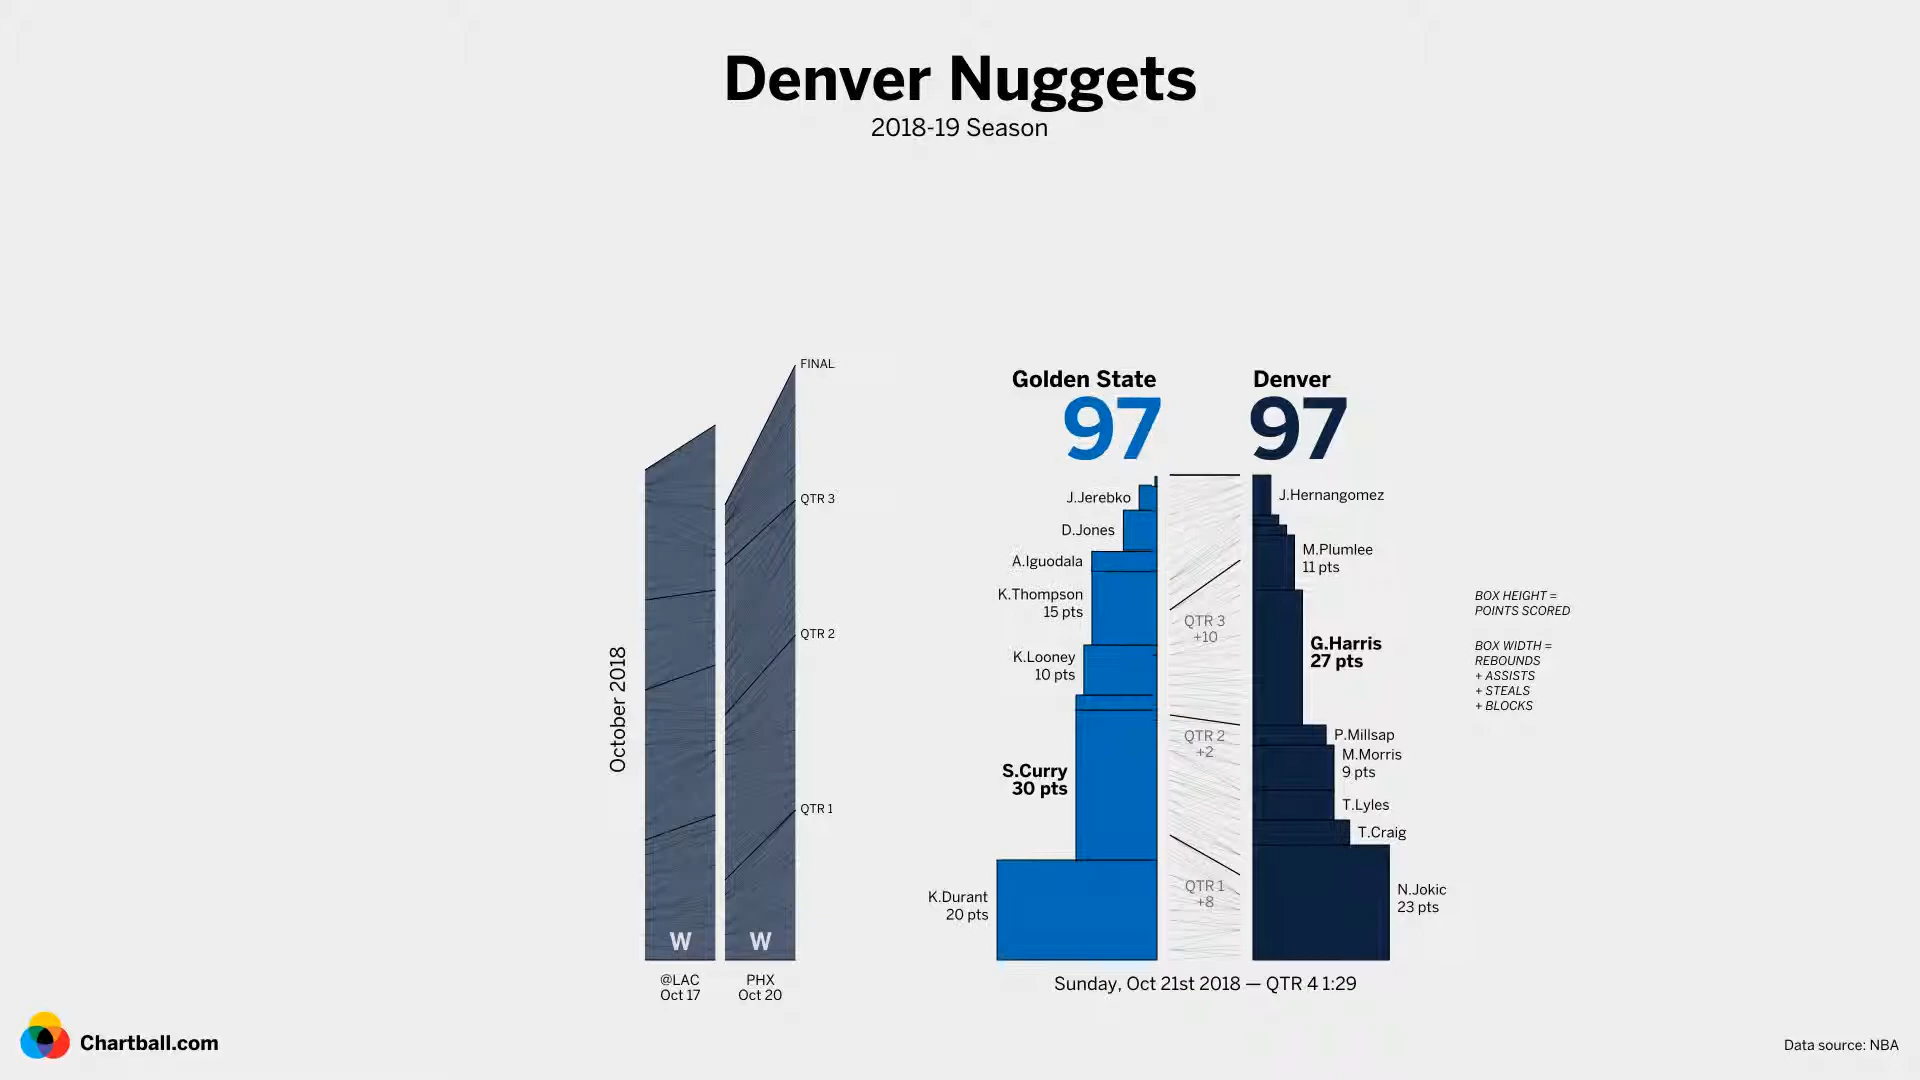 Denver Nuggets
2018-19 Season
October 2018
FINAL
QTR 3
QTR 2
QTR 1
W
W
@LAC
Oct 17
PHX
Oct 20
Golden State
97
Denver
97
J.Jerebko
D.Jones
A.Iguodala
K.Thompson
15 pts
K.Looney
10 pts
S.Curry
30 pts
K.Durant
20 pts
QTR 3
+10
QTR 2
+2
QTR 1
+8
J.Hernangomez
M.Plumlee
11 pts
G.Harris
27 pts
P.Millsap
M.Morris
9 pts
T.Lyles
T.Craig
N.Jokic
23 pts
Sunday, Oct 21st 2018 — QTR 4 1:29
BOX HEIGHT =
POINTS SCORED
BOX WIDTH =
REBOUNDS
+ ASSISTS
+ STEALS
+ BLOCKS
Chartball.com
Data source: NBA